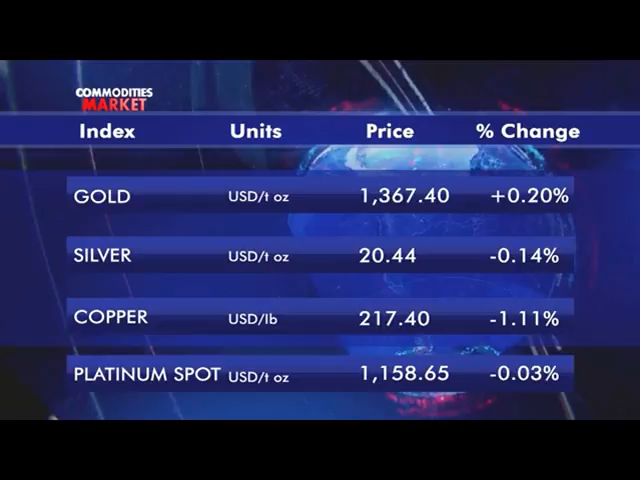 COMMODITIES
MARKET
Index Units Price % Change
GOLD USD/t oz 1,367.40 +0.20%
SILVER USD/t oz 20.44 -0.14%
COPPER USD/lb 217.40 -1.11%
PLATINUM SPOT USD/t oz 1,158.65 -0.03%